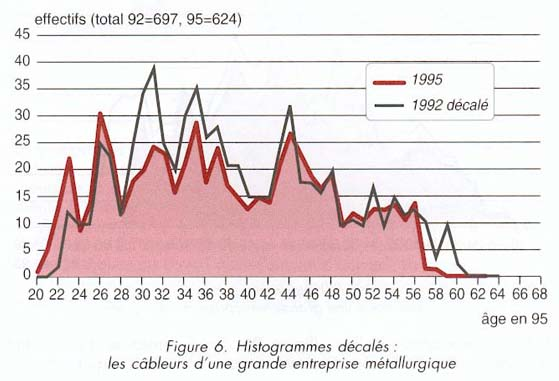 effectifs (total 92=697, 95=624)
45
40
35
30
25
20
15
10
5
0
1995
1992 décalé
20 22 24 26 28 30 32 34 36 38 40 42 44 46 48 50 52 54 56 58 60 62 64 66 68
âge en 95
Figure 6. Histogrammes décalés :
les câbleurs d'une grande entreprise métallurgique